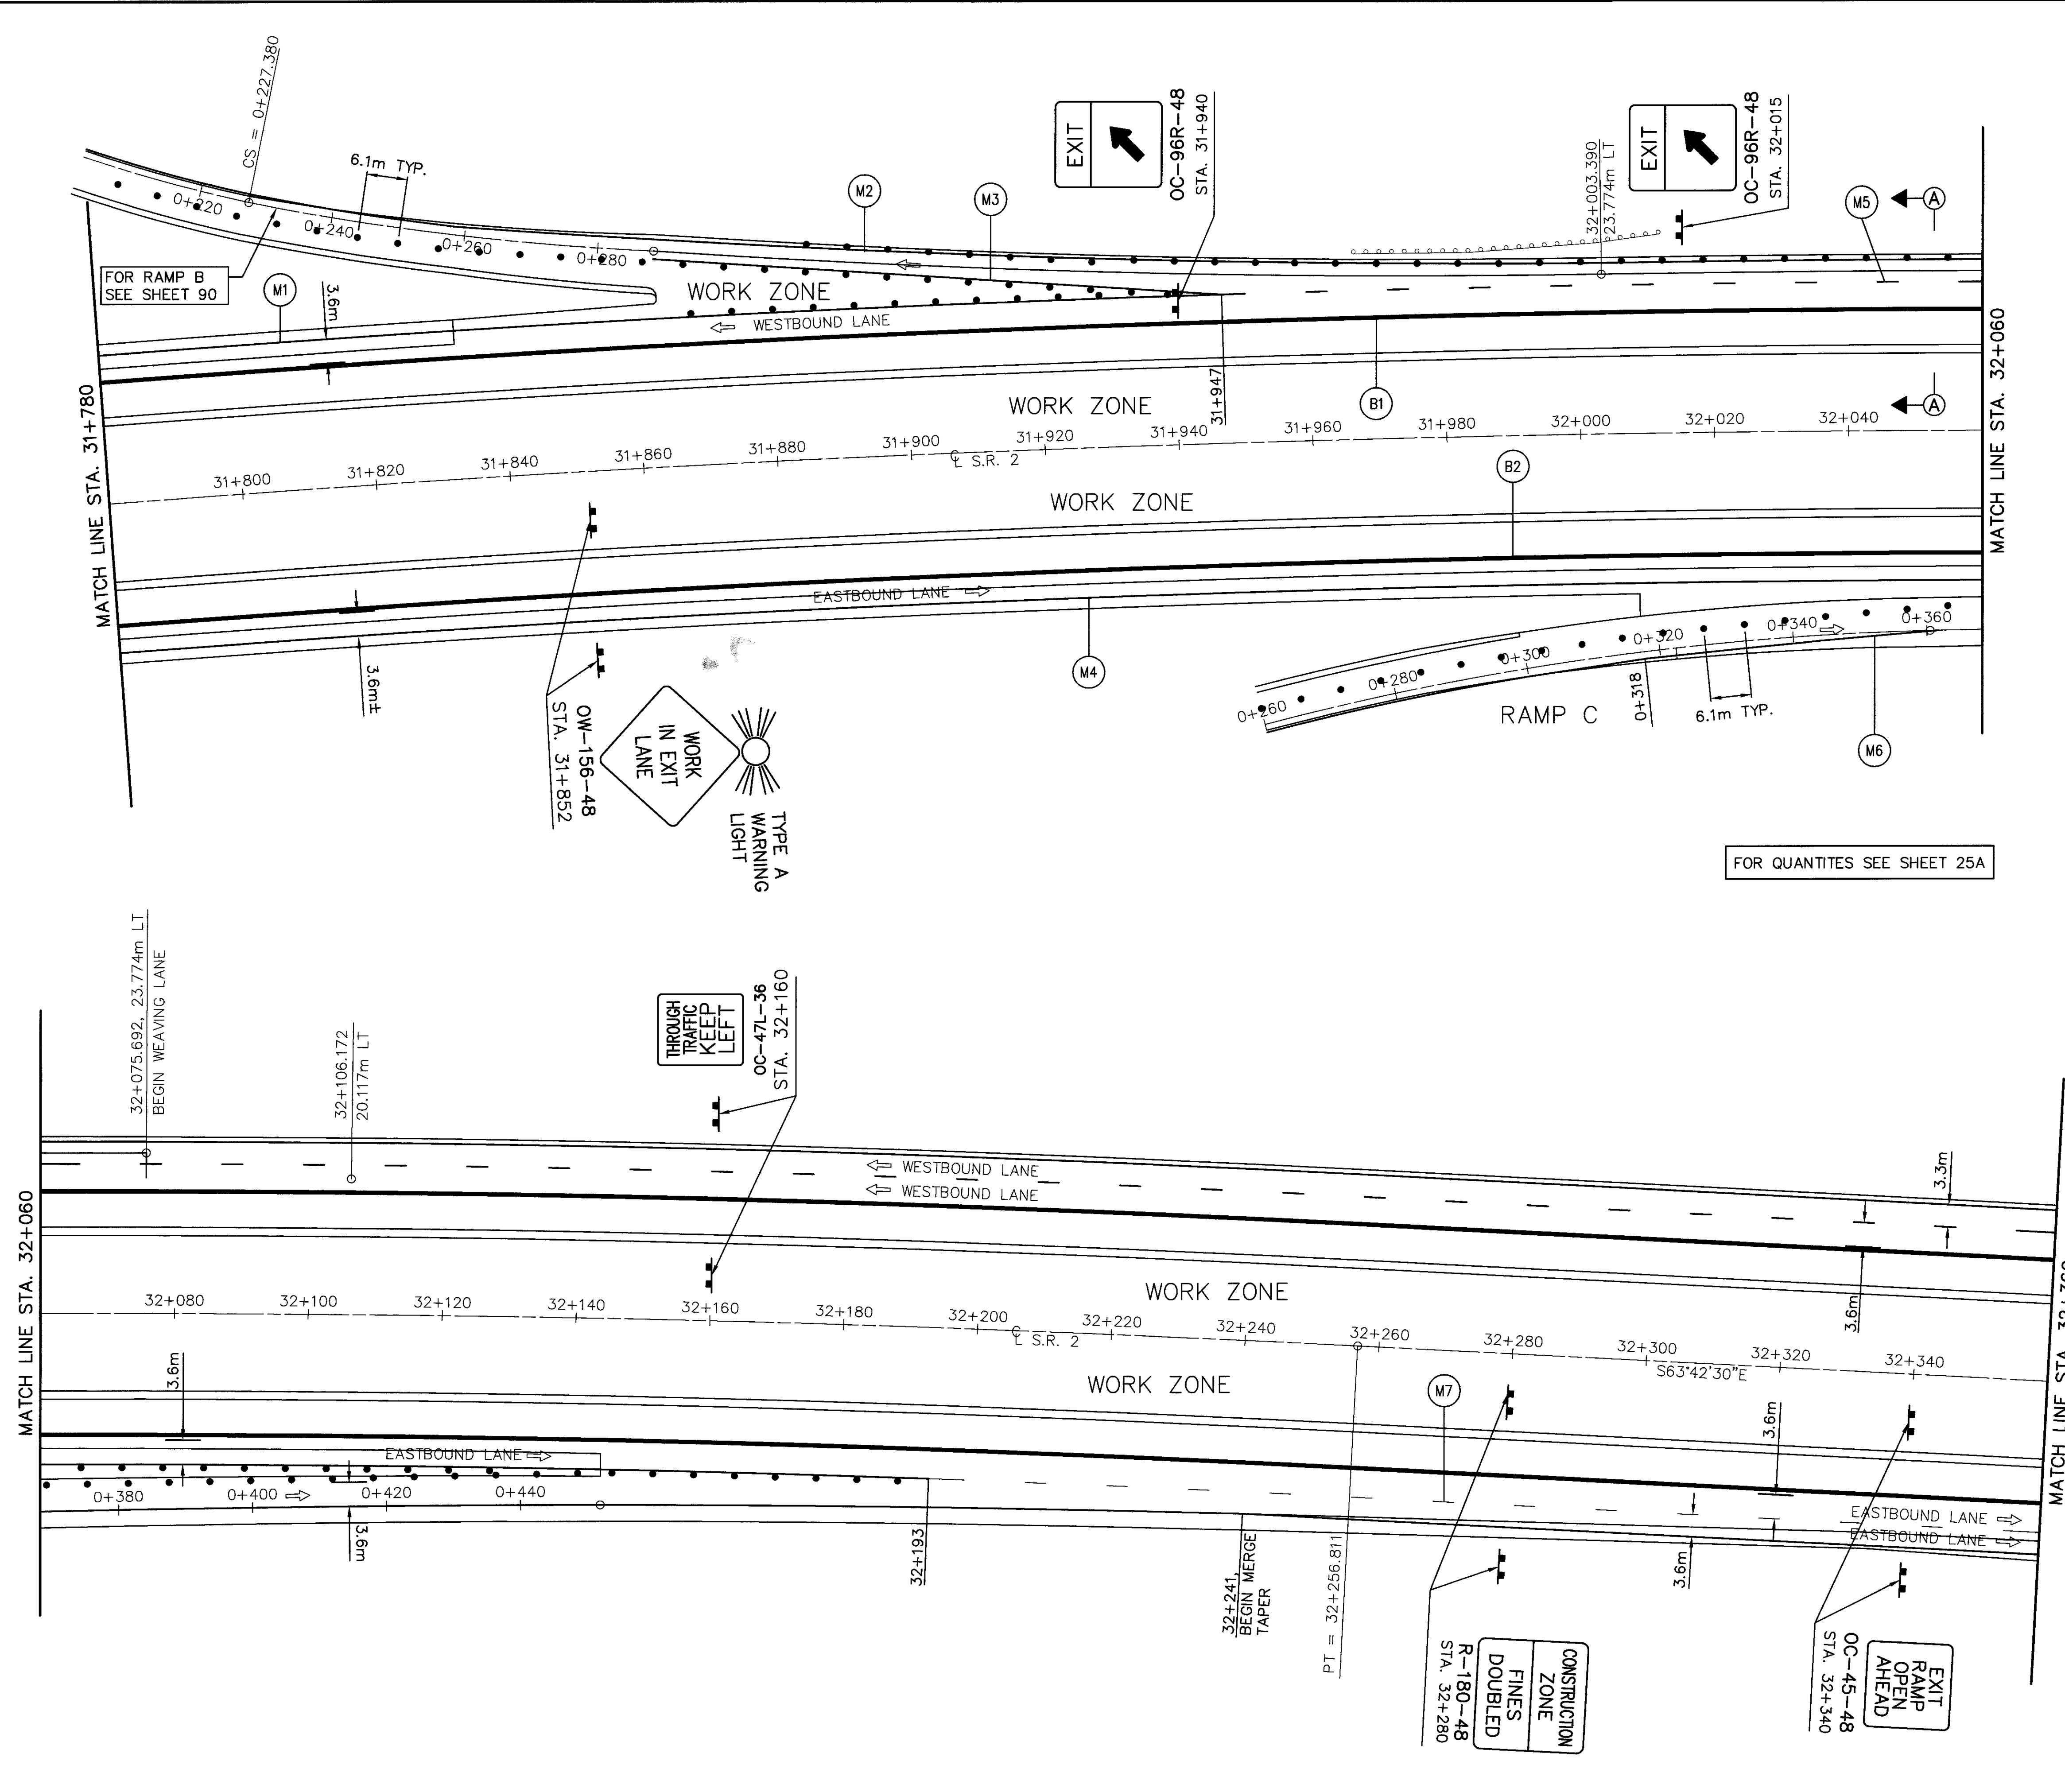 CS = 0+227.380
6.1m TYP.
0+220
0+240
0+260
0+280
FOR RAMP B
SEE SHEET 90
M1
3.6m
M2
M3
EXIT
OC-96R-48
STA. 31+940
32+003.390
23.774m LT
EXIT
OC-96R-48
STA. 32+015
M5
A
WORK ZONE
WESTBOUND LANE
MATCH LINE STA. 31+780
MATCH LINE STA. 32+060
31+947
B1
A
WORK ZONE
31+800
31+820
31+840
31+860
31+880
31+900
31+920
31+940
31+960
31+980
32+000
32+020
32+040
℄ S.R. 2
B2
WORK ZONE
EASTBOUND LANE
3.6m±
M4
0+260
0+280
0+300
0+320
0+340
0+360
0+318
RAMP C
6.1m TYP.
M6
OW-156-48
STA. 31+852
WORK
IN EXIT
LANE
TYPE A
WARNING
LIGHT
FOR QUANTITES SEE SHEET 25A
32+075.692, 23.774m LT
BEGIN WEAVING LANE
32+106.172
20.117m LT
THROUGH
TRAFFIC
KEEP
LEFT
OC-47L-36
STA. 32+160
WESTBOUND LANE
WESTBOUND LANE
3.3m
3.6m
MATCH LINE STA. 32+060
WORK ZONE
32+080
32+100
32+120
32+140
32+160
32+180
32+200
32+220
32+240
32+260
32+280
32+300
32+320
32+340
℄ S.R. 2
S63°42'30"E
WORK ZONE
M7
3.6m
3.6m
EASTBOUND LANE
0+380
0+400
0+420
0+440
3.6m
32+193
32+241,
BEGIN MERGE
TAPER
PT = 32+256.811
3.6m
EASTBOUND LANE
EASTBOUND LANE
MATCH LINE STA.
R-180-48
STA. 32+280
CONSTRUCTION
ZONE
FINES
DOUBLED
OC-45-48
STA. 32+340
EXIT
RAMP
OPEN
AHEAD